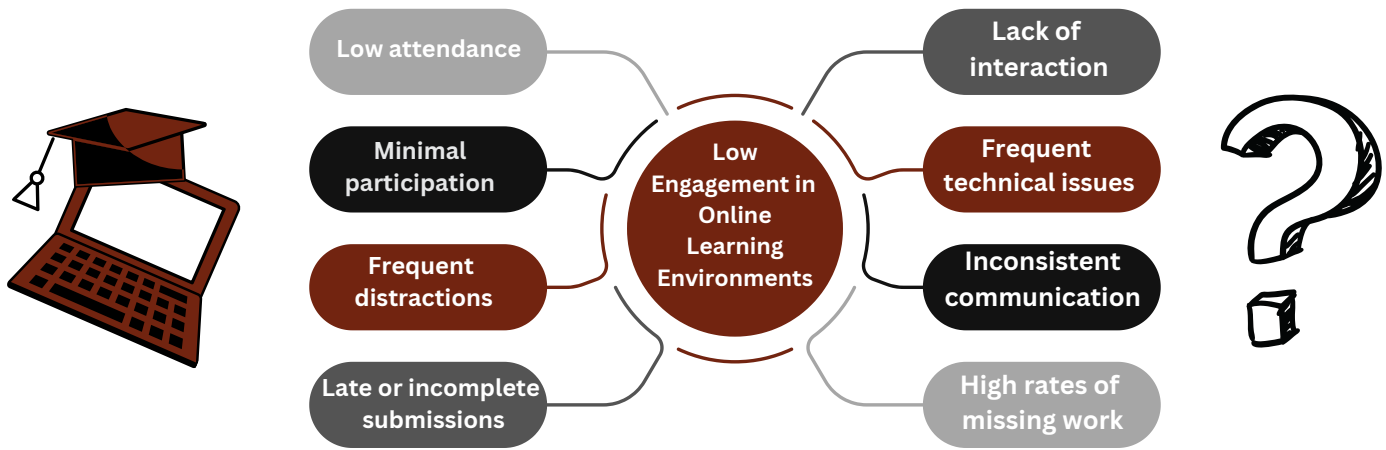 Low attendance
Minimal
participation
Frequent
distractions
Late or incomplete
submissions
Low
Engagement in
Online
Learning
Environments
Lack of
interaction
Frequent
technical issues
Inconsistent
communication
High rates of
missing work